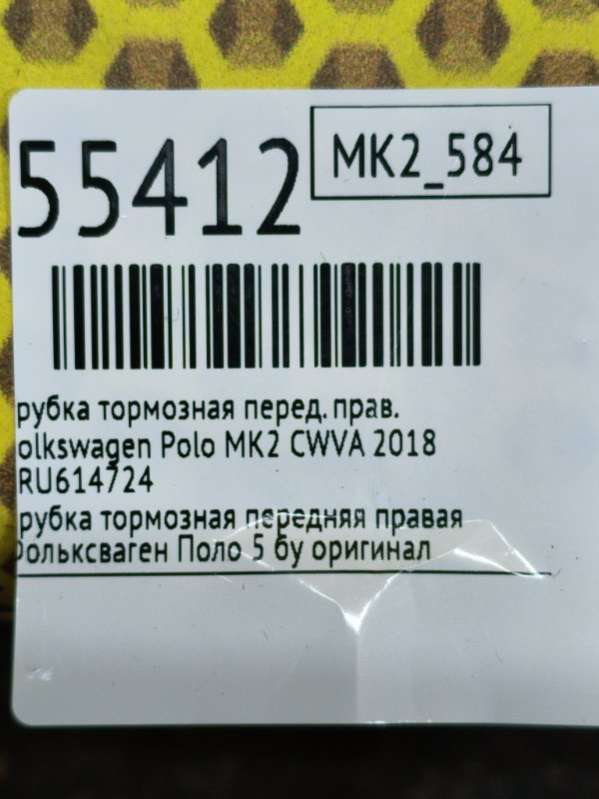 55412
MK2_584
рубка тормозная перед. прав.
olkswagen Polo MK2 CWVA 2018
RU614724
рубка тормозная передняя правая
Фольксваген Поло 5 бу оригинал